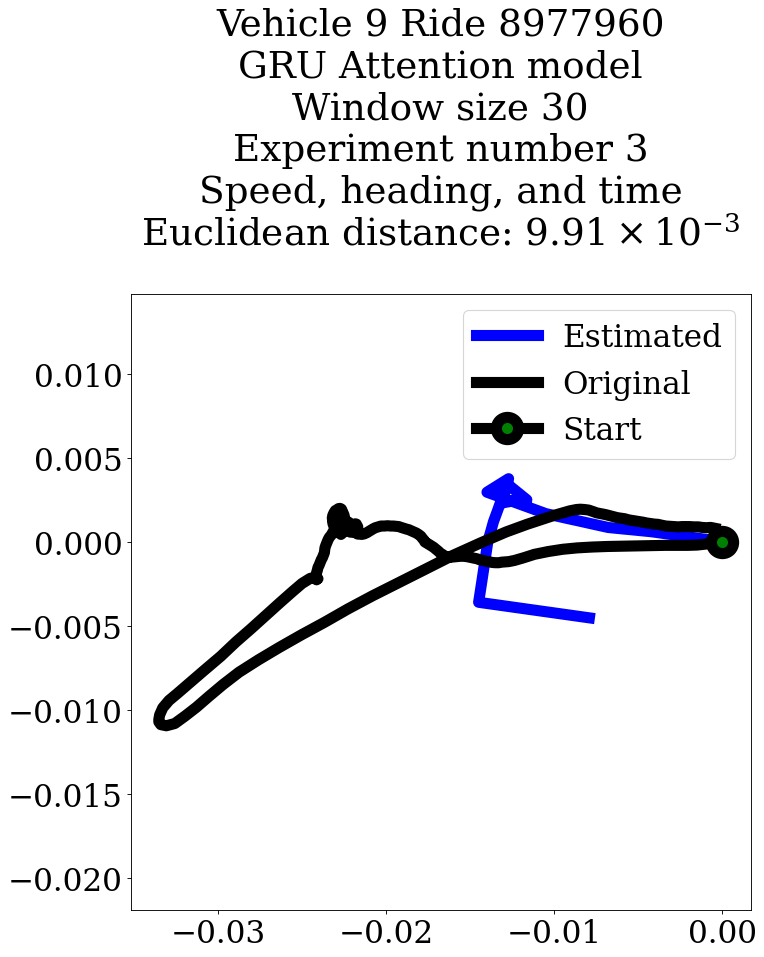 Vehicle 9 Ride 8977960
GRU Attention model
Window size 30
Experiment number 3
Speed, heading, and time
Euclidean distance: 9.91 × 10⁻³
Estimated
Original
Start
0.010
0.005
0.000
−0.005
−0.010
−0.015
−0.020
−0.03 −0.02 −0.01 0.00